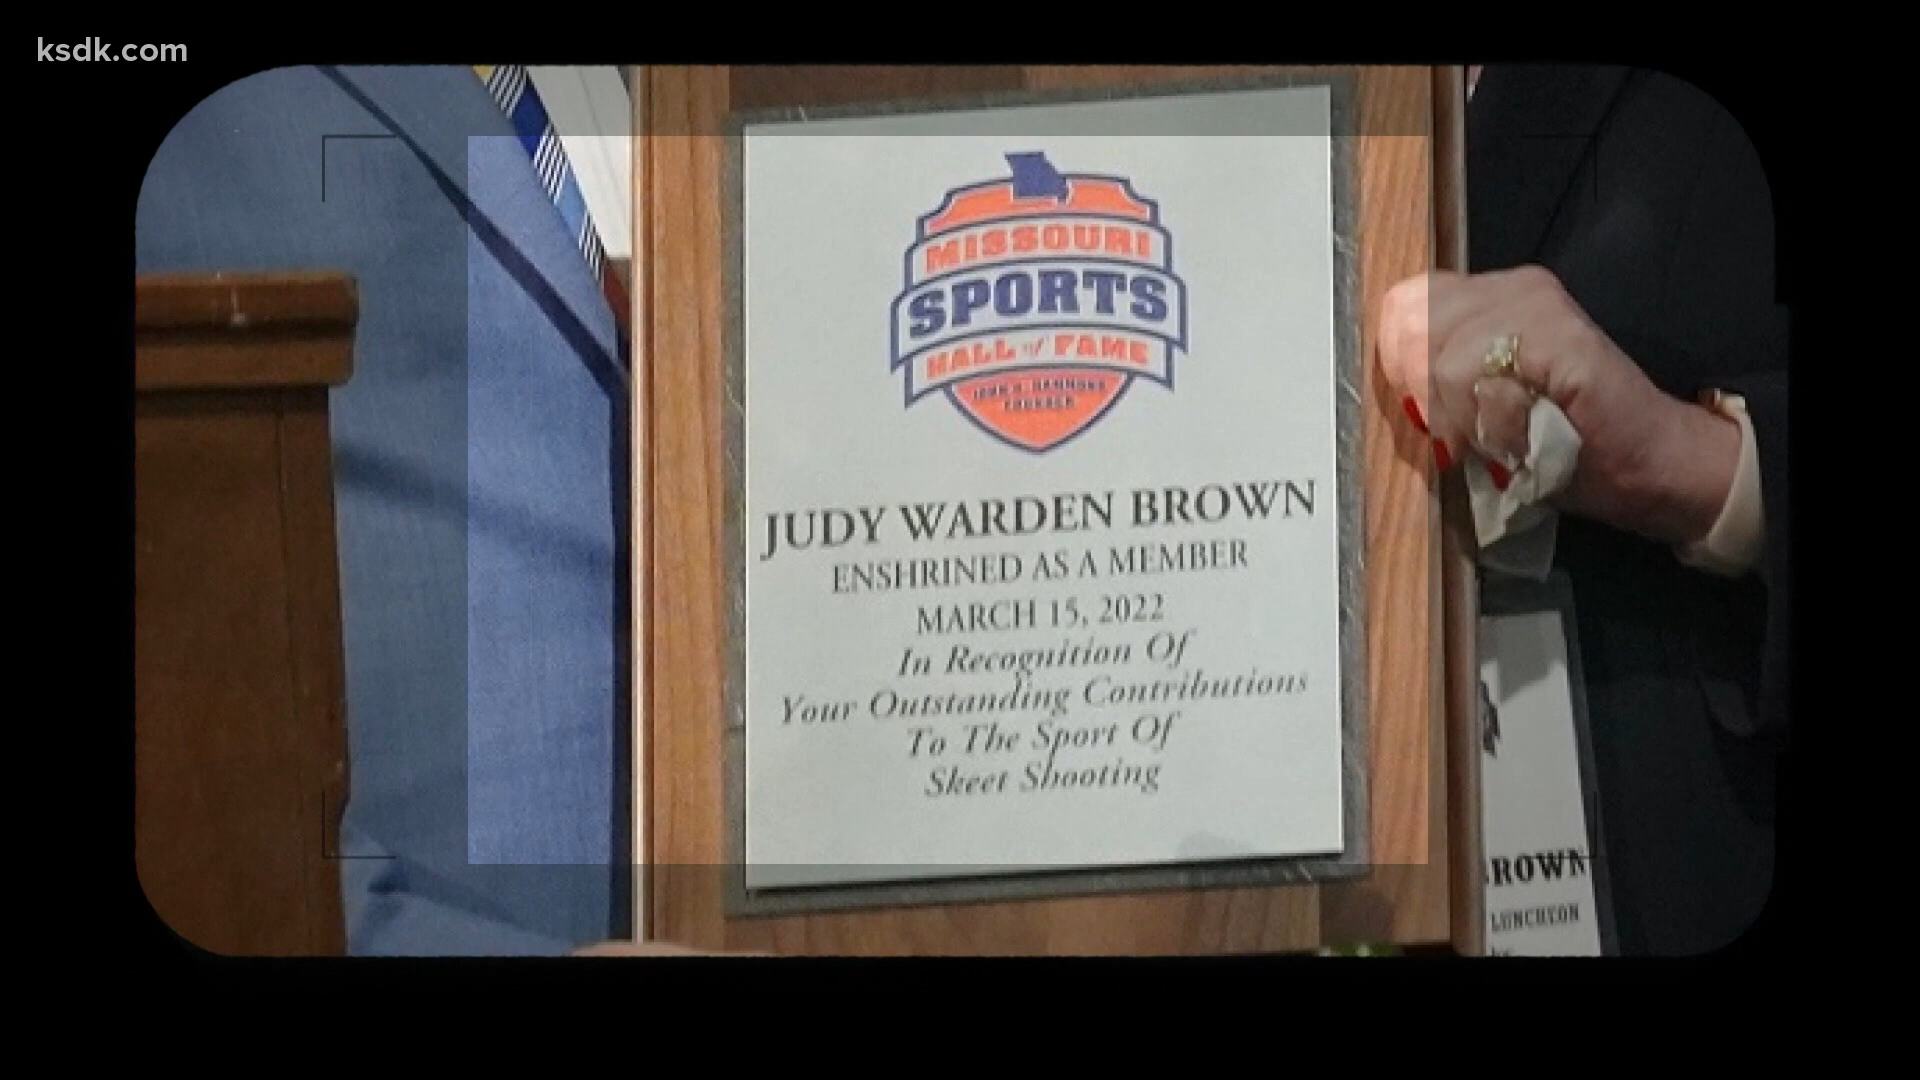 ksdk.com
MISSOURI
SPORTS
HALL of FAME
FOUNDER
JUDY WARDEN BROWN
ENSHRINED AS A MEMBER
MARCH 15, 2022
In Recognition Of
Your Outstanding Contributions
To The Sport Of
Skeet Shooting
BROWN
LUNCHEON